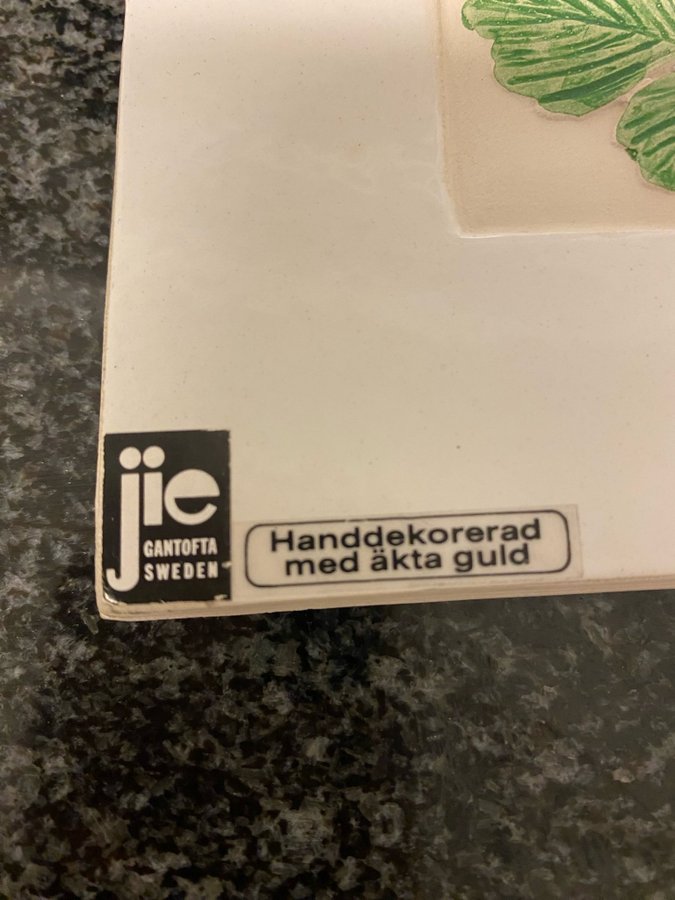 jie
GANTOFTA
SWEDEN
Handdekorerad
med äkta guld